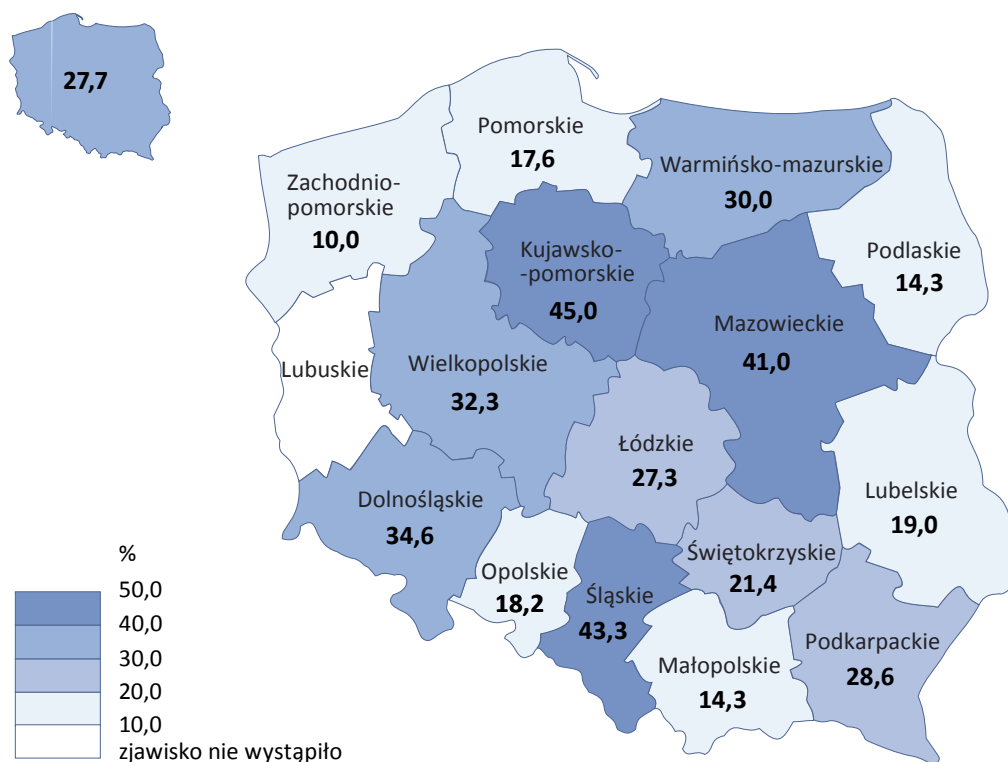 27,7
Pomorskie
17,6
Warmińsko-mazurskie
30,0
Zachodnio-
pomorskie
10,0
Podlaskie
14,3
Kujawsko-
-pomorskie
45,0
Mazowieckie
41,0
Lubuskie
Wielkopolskie
32,3
Łódzkie
27,3
Dolnośląskie
34,6
Lubelskie
19,0
Świętokrzyskie
21,4
Opolskie
18,2
Śląskie
43,3
Podkarpackie
28,6
Małopolskie
14,3
%
50,0
40,0
30,0
20,0
10,0
zjawisko nie wystąpiło